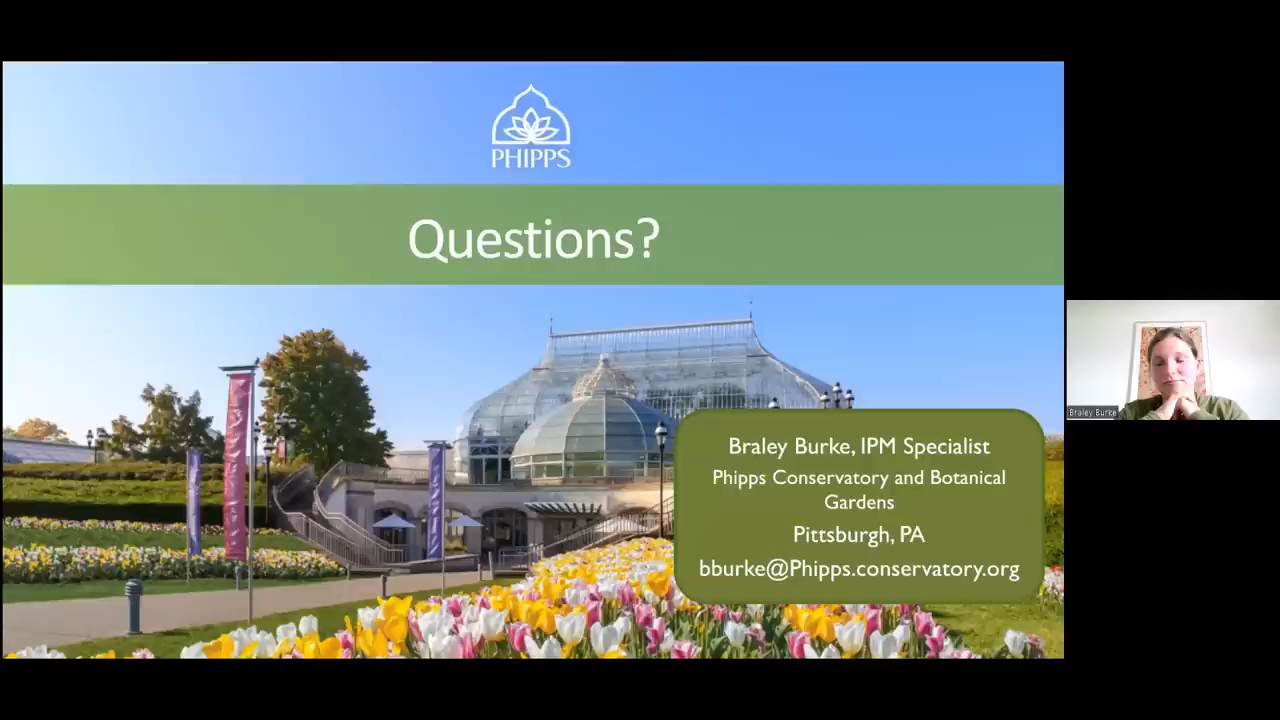 PHIPPS
Questions?
Braley Burke, IPM Specialist
Phipps Conservatory and Botanical
Gardens
Pittsburgh, PA
bburke@Phipps.conservatory.org
Braley Burke